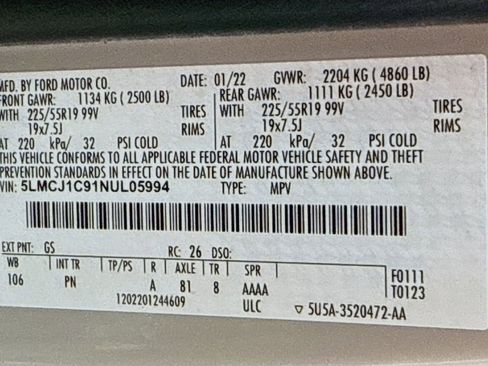 MFD. BY FORD MOTOR CO. DATE: 01/22 GVWR: 2204 KG ( 4860 LB)
FRONT GAWR: 1134 KG ( 2500 LB) REAR GAWR: 1111 KG ( 2450 LB)
WITH 225/55R19 99V TIRES WITH 225/55R19 99V TIRES
19x7.5J RIMS 19x7.5J RIMS
AT 220 kPa/ 32 PSI COLD AT 220 kPa/ 32 PSI COLD
THIS VEHICLE CONFORMS TO ALL APPLICABLE FEDERAL MOTOR VEHICLE SAFETY AND THEFT
PREVENTION STANDARDS IN EFFECT ON THE DATE OF MANUFACTURE SHOWN ABOVE.
VIN: 5LMCJ1C91NUL05994 TYPE: MPV
EXT PNT: GS RC: 26 DSO:
WB INT TR TP/PS R AXLE TR SPR F0111
106 PN A 81 8 AAAA T0123
1202201244609 ULC ▽ 5U5A-3520472-AA